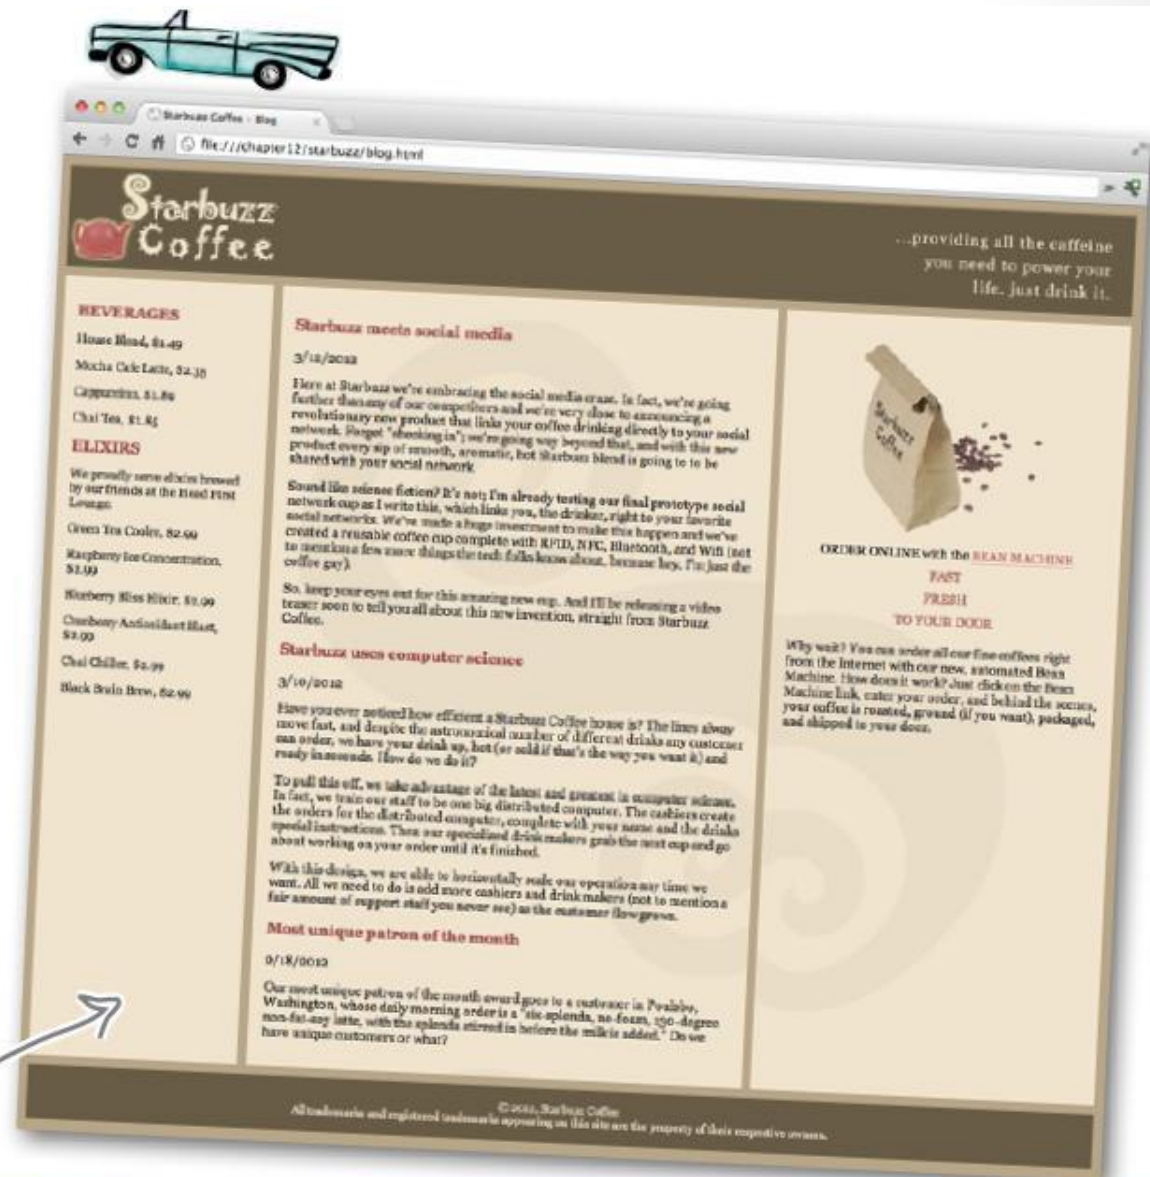 Starbuzz Coffee - Blog
file:///chapter12/starbuzz/blog.html
Starbuzz
Coffee
...providing all the caffeine
you need to power your
life. just drink it.
BEVERAGES
House Blend, $1.49
Mocha Cafe Latte, $2.35
Cappuccino, $1.89
Chai Tea, $1.85
ELIXIRS
We proudly serve elixirs brewed
by our friends at the Head First
Lounge.
Green Tea Cooler, $2.99
Raspberry Ice Concentration,
$2.99
Blueberry Bliss Elixir, $2.99
Cranberry Antioxidant Blast,
$2.99
Chai Chiller, $2.99
Black Brain Brew, $2.99
Starbuzz meets social media
3/12/2012
Here at Starbuzz we're embracing the social media craze. In fact, we're going
further than any of our competitors and we're very close to announcing a
revolutionary new product that links your coffee drinking directly to your social
network. Forget "checking in"; we're going way beyond that, and with this new
product every sip of smooth, aromatic, hot Starbuzz blend is going to to be
shared with your social network.
Sound like science fiction? It's not; I'm already testing our final prototype social
network cup as I write this, which links you, the drinker, right to your favorite
social networks. We've made a huge investment to make this happen and we've
created a reusable coffee cup complete with RFID, NFC, Bluetooth, and Wifi (not
to mention a few more things the tech folks know about, because hey, I'm just the
coffee guy).
So, keep your eyes out for this amazing new cup. And I'll be releasing a video
teaser soon to tell you all about this new invention, straight from Starbuzz
Coffee.
Starbuzz uses computer science
3/10/2012
Have you ever noticed how efficient a Starbuzz Coffee house is? The lines alway
move fast, and despite the astronomical number of different drinks any customer
can order, we have your drink up, hot (or cold if that's the way you want it) and
ready in seconds. How do we do it?
To pull this off, we take advantage of the latest and greatest in computer science.
In fact, we train our staff to be one big distributed computer. The cashiers create
the orders for the distributed computer, complete with your name and the drinks
special instructions. Then our specialized drink makers grab the next cup and go
about working on your order until it's finished.
With this design, we are able to horizontally scale our operation any time we
want. All we need to do is add more cashiers and drink makers (not to mention a
fair amount of support staff you never see) as the customer flow grows.
Most unique patron of the month
2/18/2012
Our most unique patron of the month award goes to a customer in Poulsbo,
Washington, whose daily morning order is a "six-splenda, no-foam, 190-degree
non-fat-soy latte, with the splenda stirred in before the milk is added." Do we
have unique customers or what?
ORDER ONLINE with the BEAN MACHINE
FAST
FRESH
TO YOUR DOOR
Why wait? You can order all our fine coffees right
from the Internet with our new, automated Bean
Machine. How does it work? Just click on the Bean
Machine link, enter your order, and behind the scenes,
your coffee is roasted, ground (if you want), packaged,
and shipped to your door.
Starbuzz
Coffee
© 2012, Starbuzz Coffee
All trademarks and registered trademarks appearing on this site are the property of their respective owners.